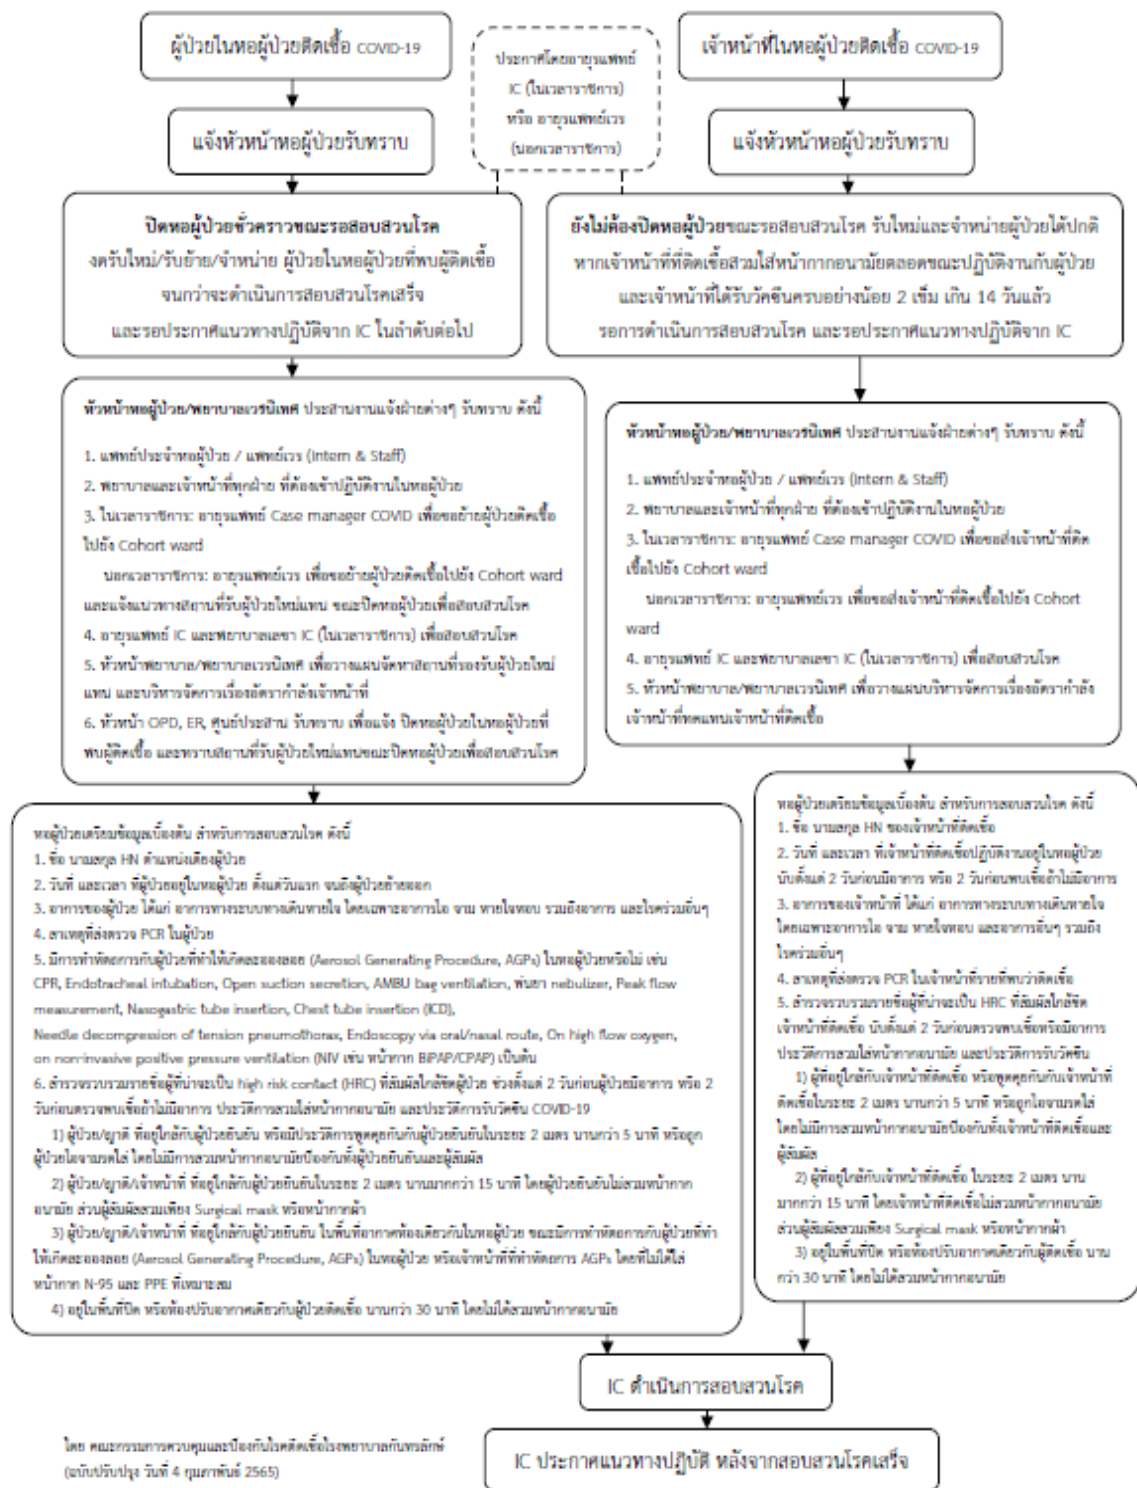 ผู้ป่วยในหอผู้ป่วยติดเชื้อ COVID-19
แจ้งหัวหน้าหอผู้ป่วยรับทราบ
ประกาศโดยอายุรแพทย์
IC (ในเวลาราชการ)
หรือ อายุรแพทย์เวร
(นอกเวลาราชการ)
เจ้าหน้าที่ในหอผู้ป่วยติดเชื้อ COVID-19
แจ้งหัวหน้าหอผู้ป่วยรับทราบ
ปิดหอผู้ป่วยชั่วคราวขณะรอสอบสวนโรค
งดรับใหม่/รับย้าย/จำหน่าย ผู้ป่วยในหอผู้ป่วยที่พบผู้ติดเชื้อ
จนกว่าจะดำเนินการสอบสวนโรคเสร็จ
และรอประกาศแนวทางปฏิบัติจาก IC ในลำดับต่อไป
ยังไม่ต้องปิดหอผู้ป่วยขณะรอสอบสวนโรค รับใหม่และจำหน่ายผู้ป่วยได้ปกติ
หากเจ้าหน้าที่ที่ติดเชื้อสวมใส่หน้ากากอนามัยตลอดขณะปฏิบัติงานกับผู้ป่วย
และเจ้าหน้าที่ได้รับวัคซีนครบอย่างน้อย 2 เข็ม เกิน 14 วันแล้ว
รอการดำเนินการสอบสวนโรค และรอประกาศแนวทางปฏิบัติจาก IC
หัวหน้าหอผู้ป่วย/พยาบาลเวรนิเทศ ประสานงานแจ้งฝ่ายต่างๆ รับทราบ ดังนี้
1. แพทย์ประจำหอผู้ป่วย / แพทย์เวร (Intern & Staff)
2. พยาบาลและเจ้าหน้าที่ทุกฝ่าย ที่ต้องเข้าปฏิบัติงานในหอผู้ป่วย
3. ในเวลาราชการ: อายุรแพทย์ Case manager COVID เพื่อขอย้ายผู้ป่วยติดเชื้อ
ไปยัง Cohort ward
นอกเวลาราชการ: อายุรแพทย์เวร เพื่อขอย้ายผู้ป่วยติดเชื้อไปยัง Cohort ward
และแจ้งแนวทางสถานที่รับผู้ป่วยใหม่แทน ขณะปิดหอผู้ป่วยเพื่อสอบสวนโรค
4. อายุรแพทย์ IC และพยาบาลเลขา IC (ในเวลาราชการ) เพื่อสอบสวนโรค
5. หัวหน้าพยาบาล/พยาบาลเวรนิเทศ เพื่อวางแผนจัดหาสถานที่รองรับผู้ป่วยใหม่
แทน และบริหารจัดการเรื่องอัตรากำลังเจ้าหน้าที่
6. หัวหน้า OPD, ER, ศูนย์ประสาน รับทราบ เพื่อแจ้ง ปิดหอผู้ป่วยในหอผู้ป่วยที่
พบผู้ติดเชื้อ และทราบสถานที่รับผู้ป่วยใหม่แทนขณะปิดหอผู้ป่วยเพื่อสอบสวนโรค
หัวหน้าหอผู้ป่วย/พยาบาลเวรนิเทศ ประสานงานแจ้งฝ่ายต่างๆ รับทราบ ดังนี้
1. แพทย์ประจำหอผู้ป่วย / แพทย์เวร (Intern & Staff)
2. พยาบาลและเจ้าหน้าที่ทุกฝ่าย ที่ต้องเข้าปฏิบัติงานในหอผู้ป่วย
3. ในเวลาราชการ: อายุรแพทย์ Case manager COVID เพื่อขอส่งเจ้าหน้าที่ติด
เชื้อไปยัง Cohort ward
นอกเวลาราชการ: อายุรแพทย์เวร เพื่อขอส่งเจ้าหน้าที่ติดเชื้อไปยัง Cohort
ward
4. อายุรแพทย์ IC และพยาบาลเลขา IC (ในเวลาราชการ) เพื่อสอบสวนโรค
5. หัวหน้าพยาบาล/พยาบาลเวรนิเทศ เพื่อวางแผนบริหารจัดการเรื่องอัตรากำลัง
เจ้าหน้าที่ทดแทนเจ้าหน้าที่ติดเชื้อ
หอผู้ป่วยเตรียมข้อมูลเบื้องต้น สำหรับการสอบสวนโรค ดังนี้
1. ชื่อ นามสกุล HN ตำแหน่งเตียงผู้ป่วย
2. วันที่ และเวลา ที่ผู้ป่วยอยู่ในหอผู้ป่วย ตั้งแต่วันแรก จนถึงผู้ป่วยย้ายออก
3. อาการของผู้ป่วย ได้แก่ อาการทางระบบทางเดินหายใจ โดยเฉพาะอาการไอ จาม หายใจหอบ รวมถึงอาการ และโรคร่วมอื่นๆ
4. สาเหตุที่ส่งตรวจ PCR ในผู้ป่วย
5. มีการทำหัตถการกับผู้ป่วยที่ทำให้เกิดละอองลอย (Aerosol Generating Procedure, AGPs) ในหอผู้ป่วยหรือไม่ เช่น
CPR, Endotracheal intubation, Open suction secretion, AMBU bag ventilation, พ่นยา nebulizer, Peak flow
measurement, Nasogastric tube insertion, Chest tube insertion (ICD),
Needle decompression of tension pneumothorax, Endoscopy via oral/nasal route, On high flow oxygen,
on non-invasive positive pressure ventilation (NIV เช่น หน้ากาก BiPAP/CPAP) เป็นต้น
6. สำรวจรวบรวมรายชื่อผู้ที่น่าจะเป็น high risk contact (HRC) ที่สัมผัสใกล้ชิดผู้ป่วย ช่วงตั้งแต่ 2 วันก่อนผู้ป่วยมีอาการ หรือ 2
วันก่อนตรวจพบเชื้อถ้าไม่มีอาการ ประวัติการสวมใส่หน้ากากอนามัย และประวัติการรับวัคซีน COVID-19
1) ผู้ป่วย/ญาติ ที่อยู่ใกล้กับผู้ป่วยยืนยัน หรือมีประวัติการพูดคุยกันกับผู้ป่วยยืนยันในระยะ 2 เมตร นานกว่า 5 นาที หรือถูก
ผู้ป่วยไอจามรดใส่ โดยไม่มีการสวมหน้ากากอนามัยป้องกันทั้งผู้ป่วยยืนยันและผู้สัมผัส
2) ผู้ป่วย/ญาติ/เจ้าหน้าที่ ที่อยู่ใกล้กับผู้ป่วยยืนยันในระยะ 2 เมตร นานมากกว่า 15 นาที โดยผู้ป่วยยืนยันไม่สวมหน้ากาก
อนามัย ส่วนผู้สัมผัสสวมเพียง Surgical mask หรือหน้ากากผ้า
3) ผู้ป่วย/ญาติ/เจ้าหน้าที่ ที่อยู่ใกล้กับผู้ป่วยยืนยัน ในพื้นที่อากาศห้องเดียวกันในหอผู้ป่วย ขณะมีการทำหัตถการกับผู้ป่วยที่ทำ
ให้เกิดละอองลอย (Aerosol Generating Procedure, AGPs) ในหอผู้ป่วย หรือเจ้าหน้าที่ที่ทำหัตถการ AGPs โดยที่ไม่ได้ใส่
หน้ากาก N-95 และ PPE ที่เหมาะสม
4) อยู่ในพื้นที่ปิด หรือห้องปรับอากาศเดียวกับผู้ป่วยติดเชื้อ นานกว่า 30 นาที โดยไม่ได้สวมหน้ากากอนามัย
หอผู้ป่วยเตรียมข้อมูลเบื้องต้น สำหรับการสอบสวนโรค ดังนี้
1. ชื่อ นามสกุล HN ของเจ้าหน้าที่ติดเชื้อ
2. วันที่ และเวลา ที่เจ้าหน้าที่ติดเชื้อปฏิบัติงานอยู่ในหอผู้ป่วย
นับตั้งแต่ 2 วันก่อนมีอาการ หรือ 2 วันก่อนพบเชื้อถ้าไม่มีอาการ
3. อาการของเจ้าหน้าที่ ได้แก่ อาการทางระบบทางเดินหายใจ
โดยเฉพาะอาการไอ จาม หายใจหอบ และอาการอื่นๆ รวมถึง
โรคร่วมอื่นๆ
4. สาเหตุที่ส่งตรวจ PCR ในเจ้าหน้าที่รายที่พบว่าติดเชื้อ
5. สำรวจรวบรวมรายชื่อผู้ที่น่าจะเป็น HRC ที่สัมผัสใกล้ชิด
เจ้าหน้าที่ติดเชื้อ นับตั้งแต่ 2 วันก่อนตรวจพบเชื้อหรือมีอาการ
ประวัติการสวมใส่หน้ากากอนามัย และประวัติการรับวัคซีน
1) ผู้ที่อยู่ใกล้กับเจ้าหน้าที่ติดเชื้อ หรือพูดคุยกันกับเจ้าหน้าที่
ติดเชื้อในระยะ 2 เมตร นานกว่า 5 นาที หรือถูกไอจามรดใส่
โดยไม่มีการสวมหน้ากากอนามัยป้องกันทั้งเจ้าหน้าที่ติดเชื้อและ
ผู้สัมผัส
2) ผู้ที่อยู่ใกล้กับเจ้าหน้าที่ติดเชื้อ ในระยะ 2 เมตร นาน
มากกว่า 15 นาที โดยเจ้าหน้าที่ติดเชื้อไม่สวมหน้ากากอนามัย
ส่วนผู้สัมผัสสวมเพียง Surgical mask หรือหน้ากากผ้า
3) อยู่ในพื้นที่ปิด หรือห้องปรับอากาศเดียวกับผู้ติดเชื้อ นาน
กว่า 30 นาที โดยไม่ได้สวมหน้ากากอนามัย
IC ดำเนินการสอบสวนโรค
IC ประกาศแนวทางปฏิบัติ หลังจากสอบสวนโรคเสร็จ
โดย คณะกรรมการควบคุมและป้องกันโรคติดเชื้อโรงพยาบาลกันทรลักษ์
(ฉบับปรับปรุง วันที่ 4 กุมภาพันธ์ 2565)